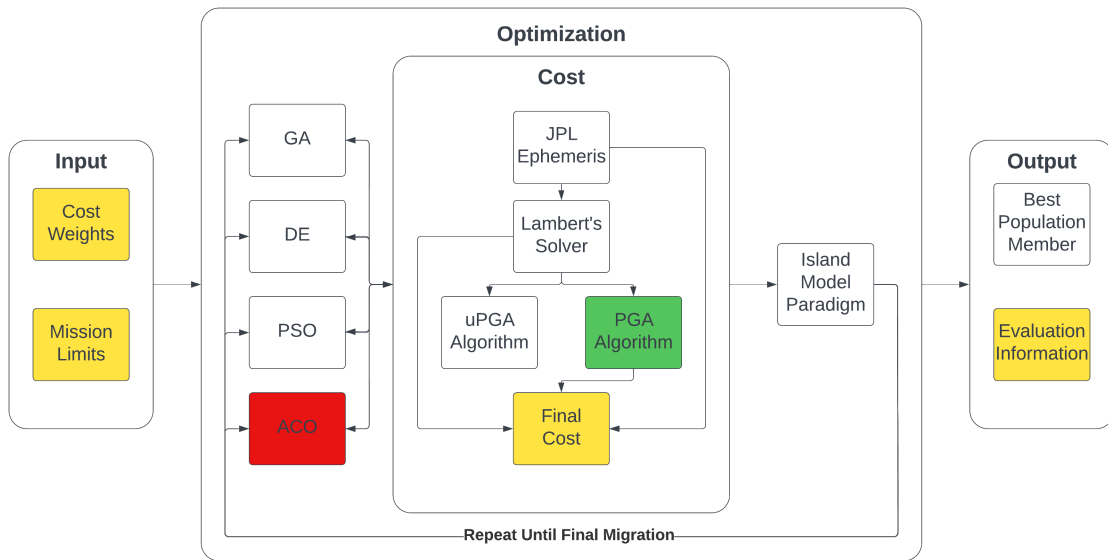 Optimization
Cost
Input
Cost
Weights
Mission
Limits
GA
DE
PSO
ACO
JPL
Ephemeris
Lambert's
Solver
uPGA
Algorithm
PGA
Algorithm
Final
Cost
Island
Model
Paradigm
Output
Best
Population
Member
Evaluation
Information
Repeat Until Final Migration